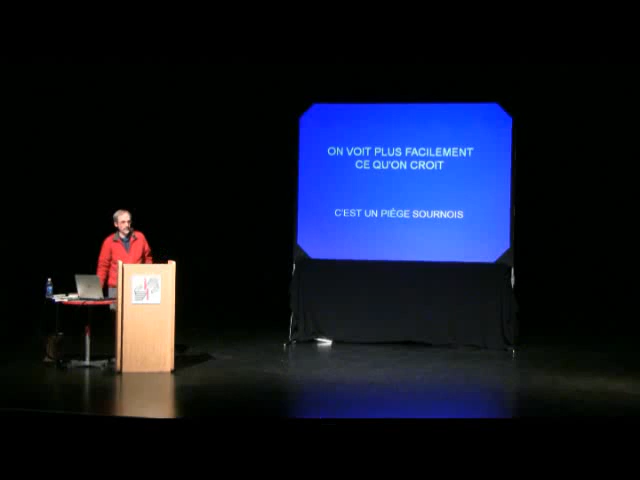 ON VOIT PLUS FACILEMENT
CE QU'ON CROIT
C'EST UN PIÉGE SOURNOIS